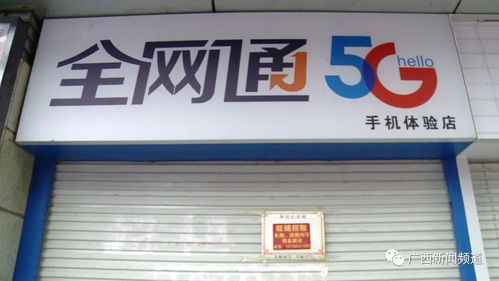 全网通 5G
hello
手机体验店
旺铺招租
广西新闻频道